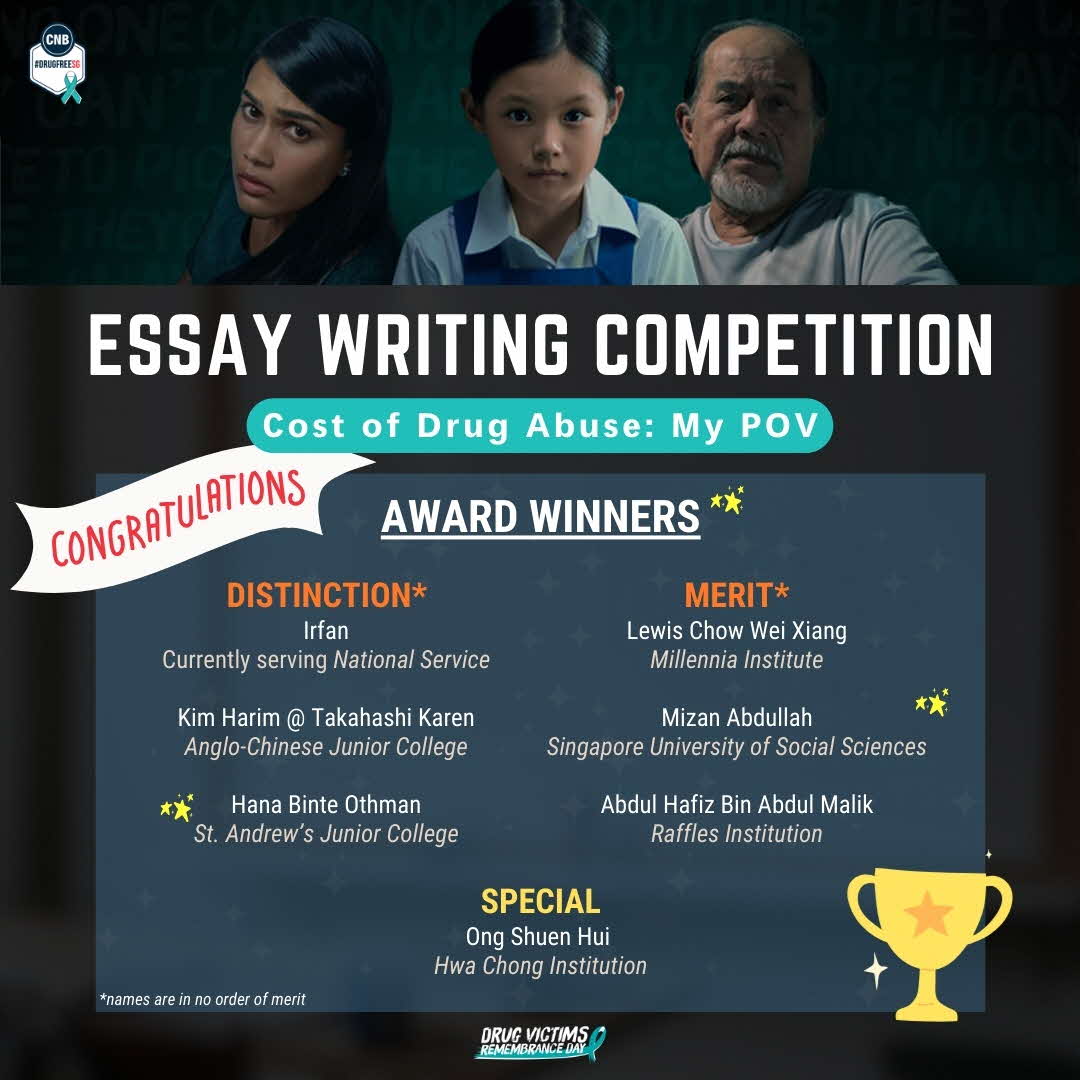 CNB
#DRUGFREESG
ESSAY WRITING COMPETITION
Cost of Drug Abuse: My POV
CONGRATULATIONS
AWARD WINNERS
DISTINCTION*
Irfan
Currently serving National Service
Kim Harim @ Takahashi Karen
Anglo-Chinese Junior College
Hana Binte Othman
St. Andrew's Junior College
MERIT*
Lewis Chow Wei Xiang
Millennia Institute
Mizan Abdullah
Singapore University of Social Sciences
Abdul Hafiz Bin Abdul Malik
Raffles Institution
SPECIAL
Ong Shuen Hui
Hwa Chong Institution
*names are in no order of merit
DRUG VICTIMS
REMEMBRANCE DAY